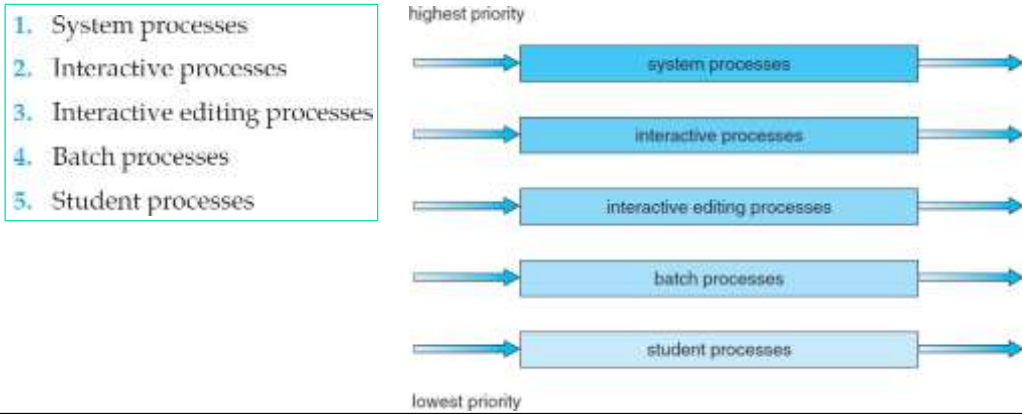 1. System processes
2. Interactive processes
3. Interactive editing processes
4. Batch processes
5. Student processes
highest priority
system processes
interactive processes
interactive editing processes
batch processes
student processes
lowest priority